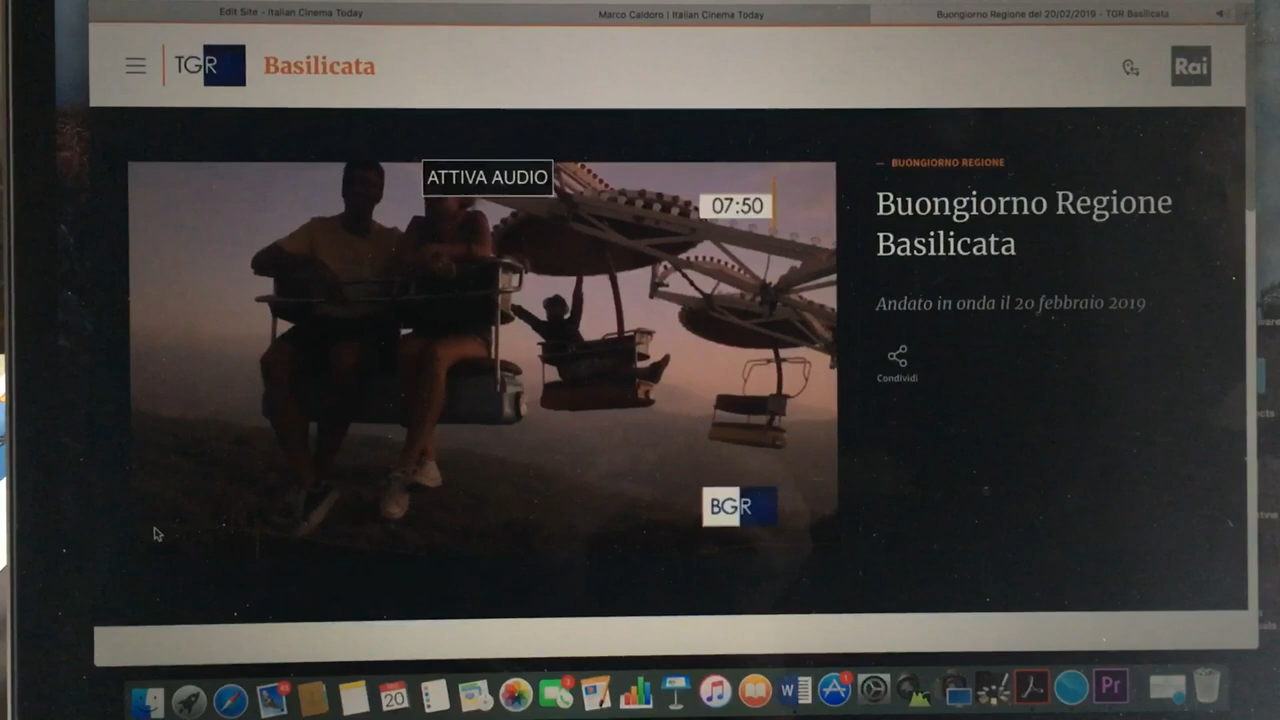 Edit Site - Italian Cinema Today
Marco Caldoro | Italian Cinema Today
Buongiorno Regione del 20/02/2019 - TGR Basilicata
TGR
Basilicata
Rai
ATTIVA AUDIO
07:50
BGR
— BUONGIORNO REGIONE
Buongiorno Regione
Basilicata
Andato in onda il 20 febbraio 2019
Condividi
20
W
Pr